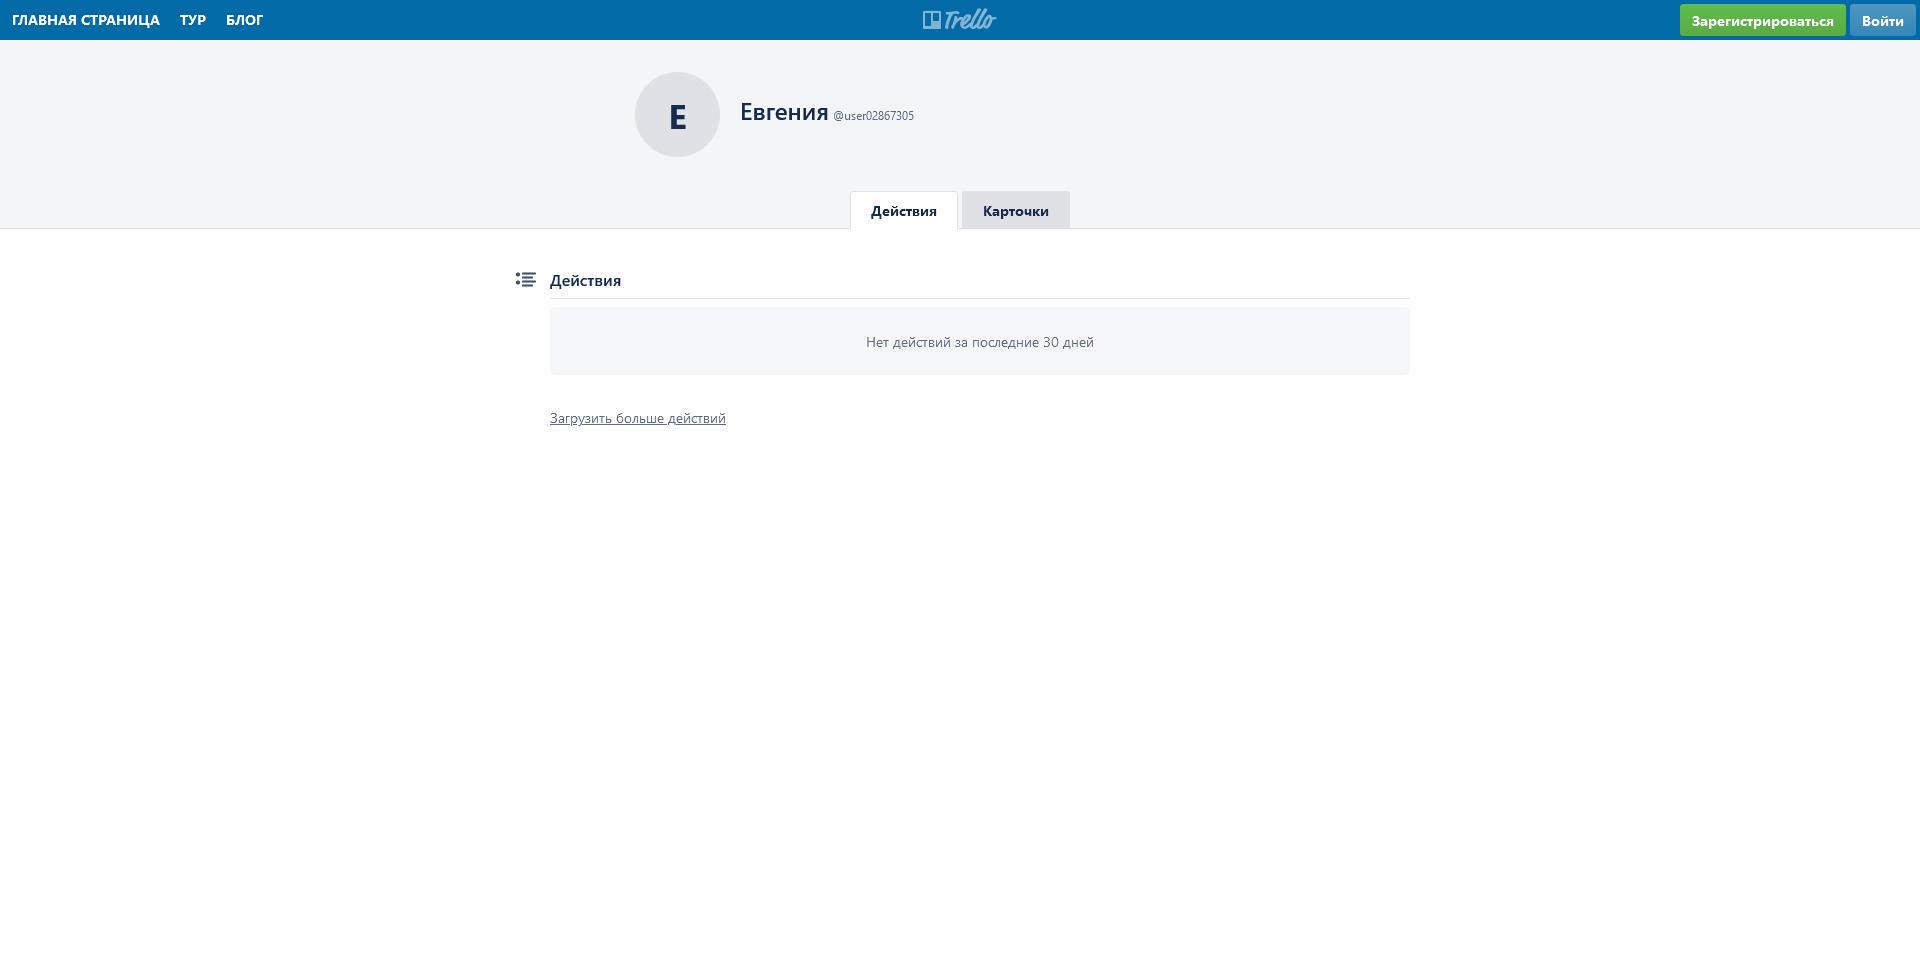 ГЛАВНАЯ СТРАНИЦА ТУР БЛОГ Trello Зарегистрироваться Войти
Е Евгения @user02867305
Действия Карточки
Действия
Нет действий за последние 30 дней
Загрузить больше действий